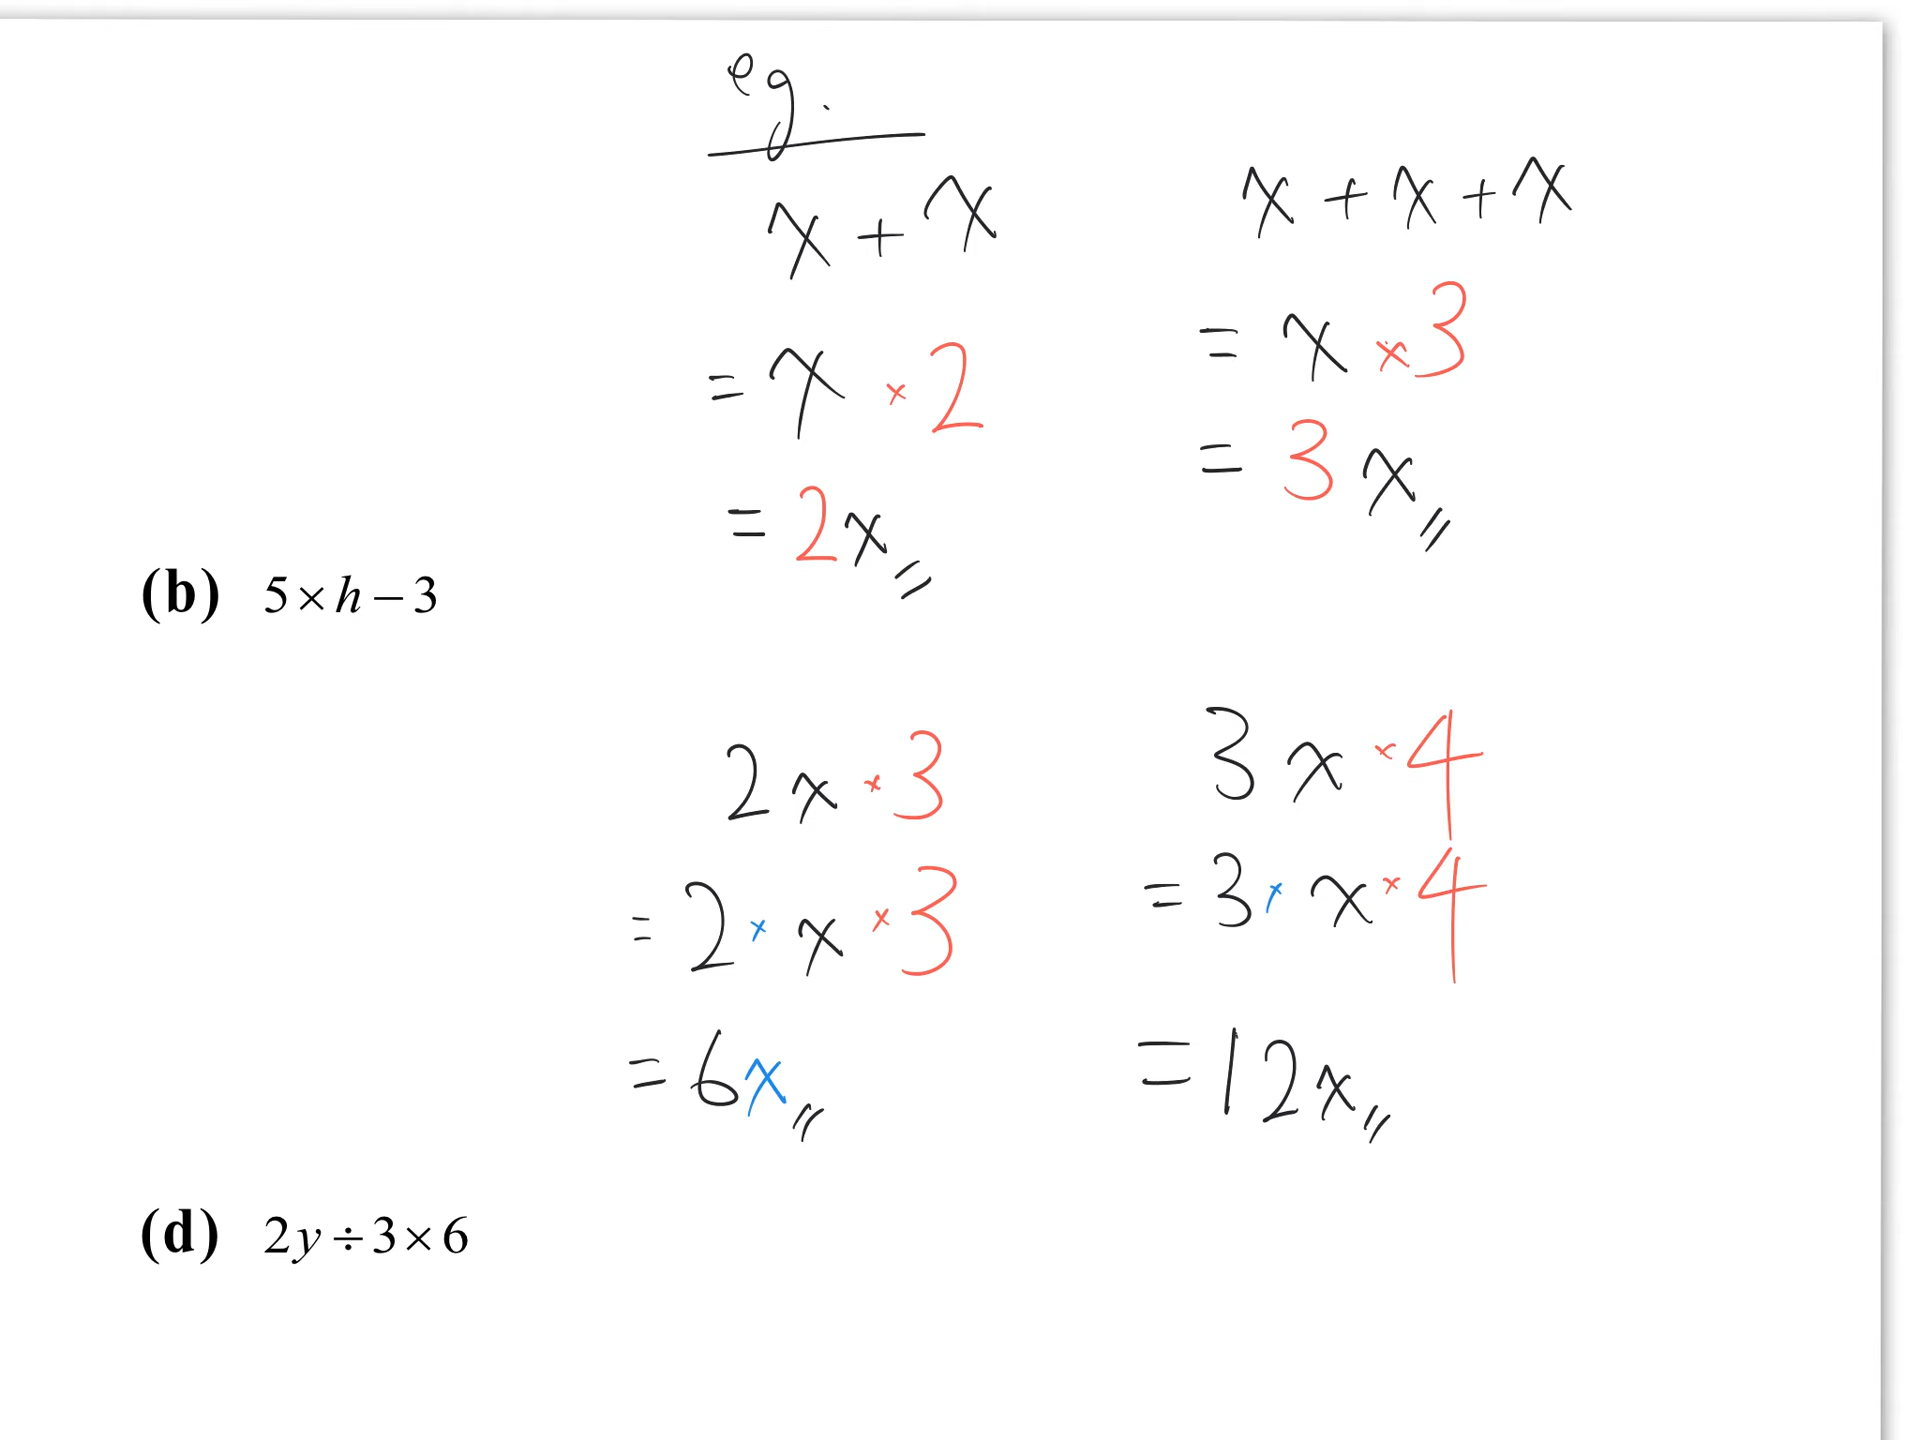 eg.
x + x
= x × 2
= 2x
x + x + x
= x × 3
= 3x
(b) 5 × h − 3
2x × 3
= 2 × x × 3
= 6x
3x × 4
= 3 × x × 4
= 12x
(d) 2y ÷ 3 × 6